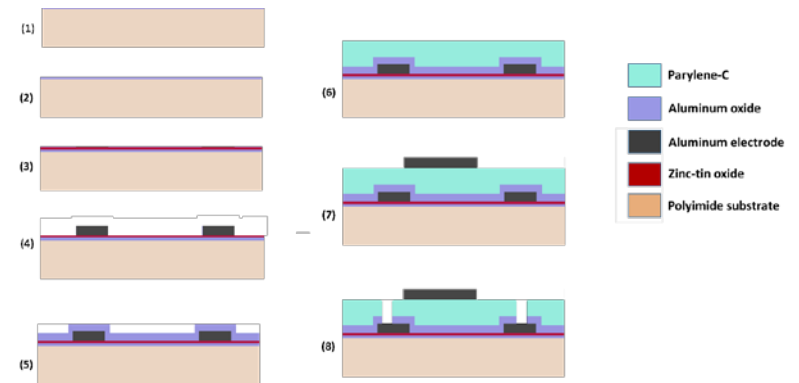 (1)
(2)
(3)
(4)
(5)
(6)
(7)
(8)
Parylene-C
Aluminum oxide
Aluminum electrode
Zinc-tin oxide
Polyimide substrate